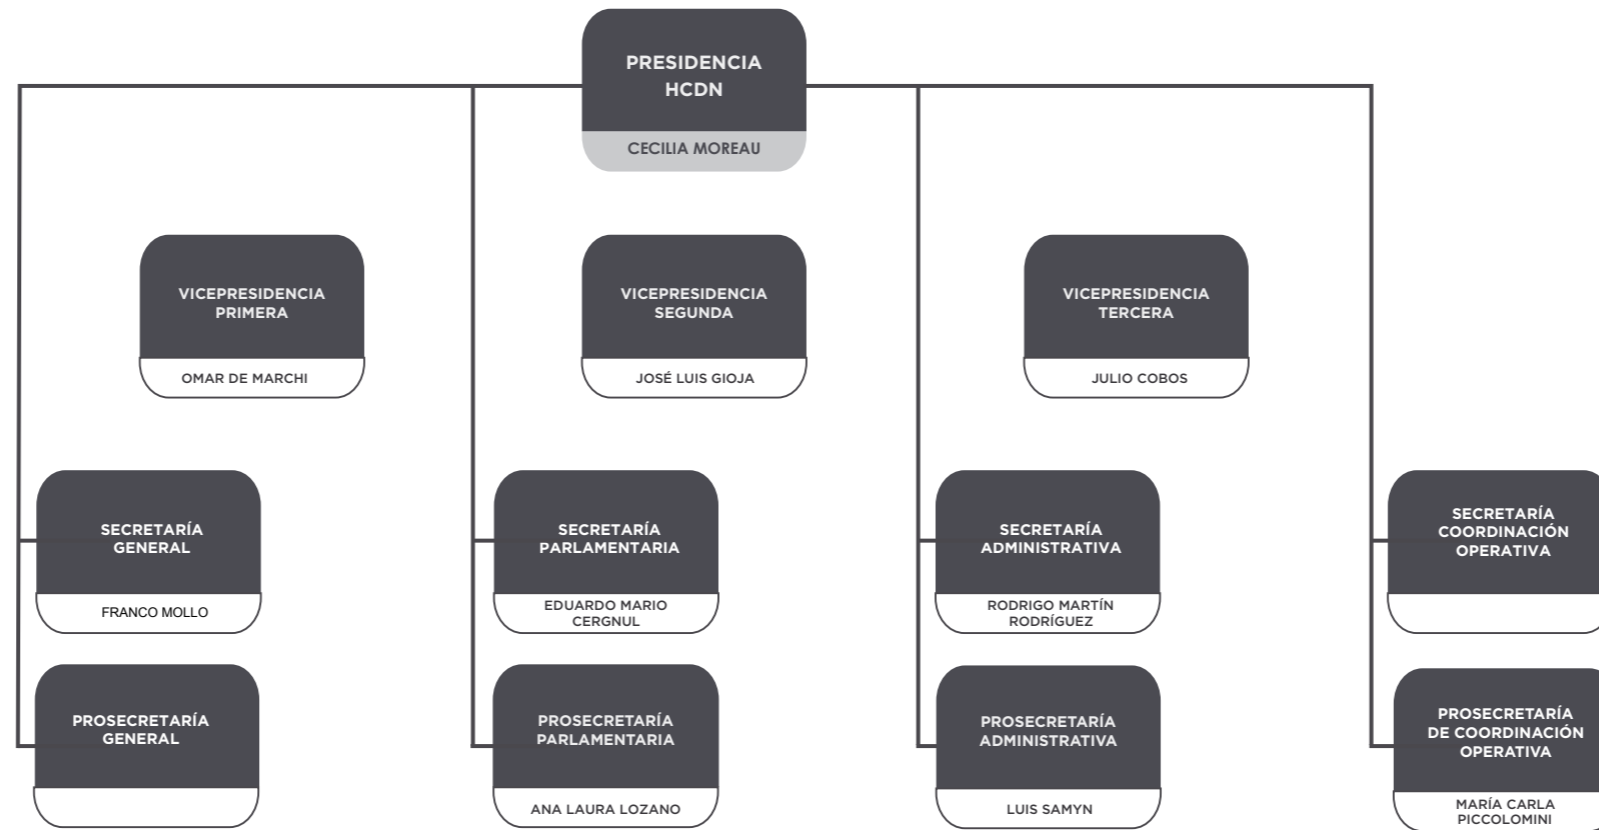 PRESIDENCIA
HCDN
CECILIA MOREAU
VICEPRESIDENCIA
PRIMERA
OMAR DE MARCHI
VICEPRESIDENCIA
SEGUNDA
JOSÉ LUIS GIOJA
VICEPRESIDENCIA
TERCERA
JULIO COBOS
SECRETARÍA
GENERAL
FRANCO MOLLO
SECRETARÍA
PARLAMENTARIA
EDUARDO MARIO
CERGNUL
SECRETARÍA
ADMINISTRATIVA
RODRIGO MARTÍN
RODRÍGUEZ
SECRETARÍA
COORDINACIÓN
OPERATIVA
PROSECRETARÍA
GENERAL
PROSECRETARÍA
PARLAMENTARIA
ANA LAURA LOZANO
PROSECRETARÍA
ADMINISTRATIVA
LUIS SAMYN
PROSECRETARÍA
DE COORDINACIÓN
OPERATIVA
MARÍA CARLA
PICCOLOMINI